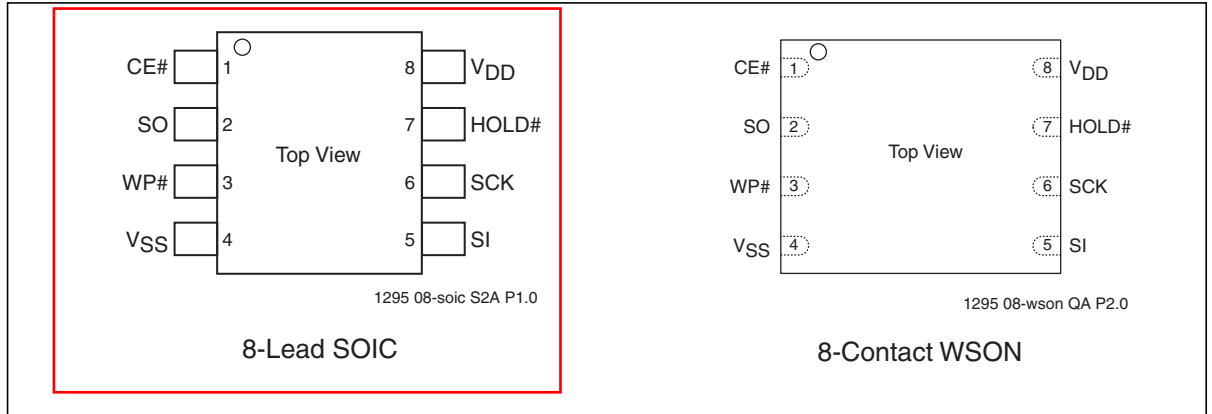 CE# 1 8 VDD
SO 2 7 HOLD#
Top View
WP# 3 6 SCK
VSS 4 5 SI
1295 08-soic S2A P1.0
8-Lead SOIC
CE# 1 8 VDD
SO 2 7 HOLD#
Top View
WP# 3 6 SCK
VSS 4 5 SI
1295 08-wson QA P2.0
8-Contact WSON